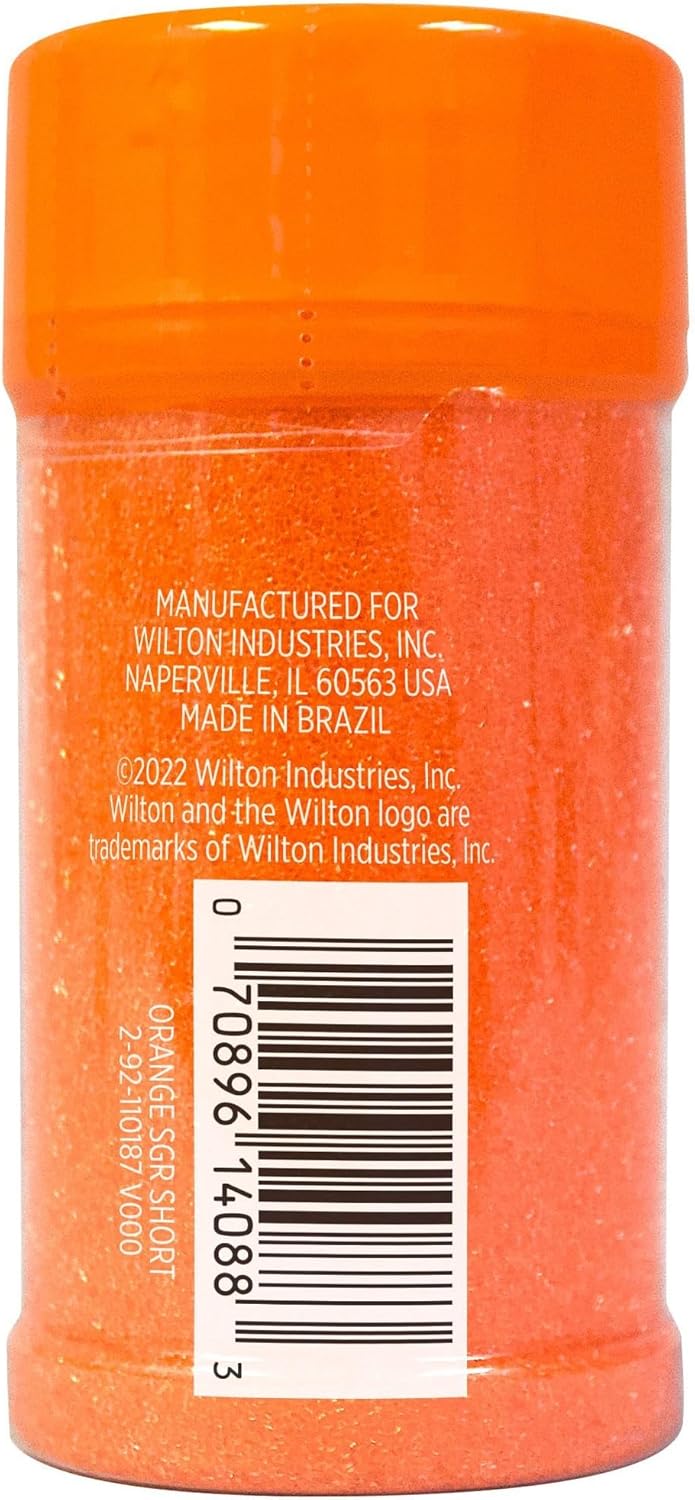 MANUFACTURED FOR
WILTON INDUSTRIES, INC.
NAPERVILLE, IL 60563 USA
MADE IN BRAZIL
©2022 Wilton Industries, Inc.
Wilton and the Wilton logo are
trademarks of Wilton Industries, Inc.
0 70896 14088 3
ORANGE SGR SHORT
2-92-110187 V000